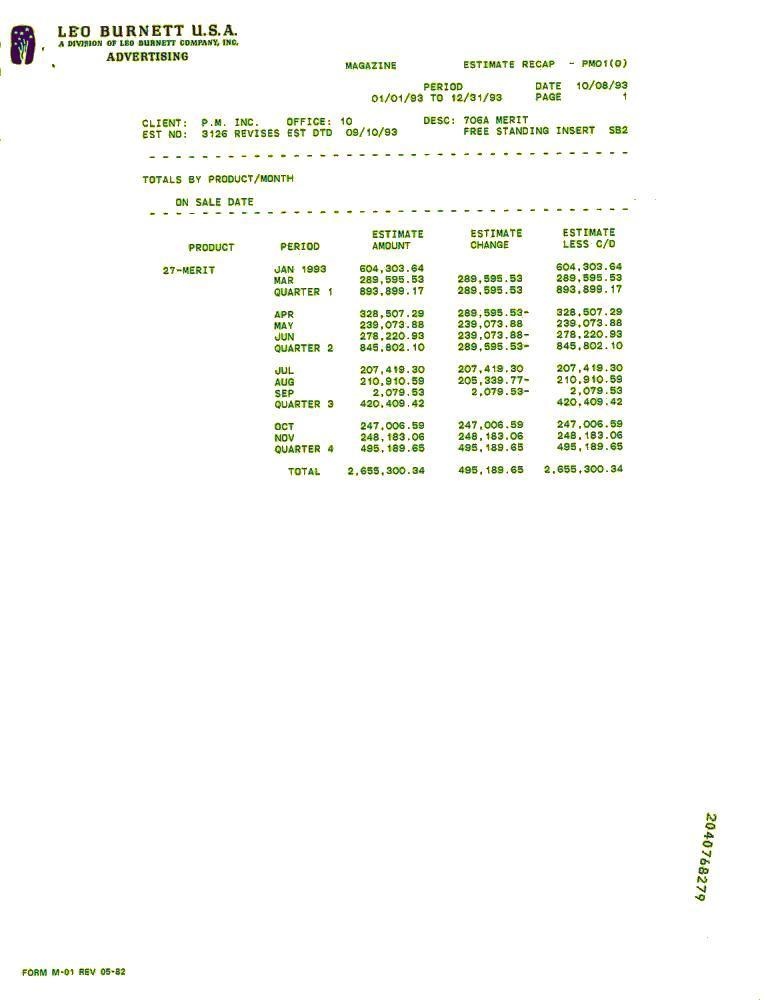 LEO BURNETT U.S.A.
A DIVISION OF LEO BURNETT COMPANY, INC.
ADVERTISING
MAGAZINE ESTIMATE RECAP - PM01(0)
PERIOD DATE 10/08/93
01/01/93 TO 12/31/93 PAGE 1
CLIENT: P.M. INC. OFFICE: 10 DESC: 706A MERIT
EST NO: 3126 REVISES EST DTD 09/10/93 FREE STANDING INSERT SB2
- - - - - - - - - - - - - - - - - - - - - - - - - - - - - - - - - - - - -
TOTALS BY PRODUCT/MONTH
ON SALE DATE
- - - - - - - - - - - - - - - - - - - - - - - - - - - - - - - - - - - - -
ESTIMATE ESTIMATE ESTIMATE
PRODUCT PERIOD AMOUNT CHANGE LESS C/D
27-MERIT JAN 1993 604,303.64 604,303.64
MAR 289,595.53 289,595.53 289,595.53
QUARTER 1 893,899.17 289,595.53 893,899.17
APR 328,507.29 289,595.53- 328,507.29
MAY 239,073.88 239,073.88 239,073.88
JUN 278,220.93 239,073.88- 278,220.93
QUARTER 2 845,802.10 289,595.53- 845,802.10
JUL 207,419.30 207,419.30 207,419.30
AUG 210,910.59 205,339.77- 210,910.59
SEP 2,079.53 2,079.53- 2,079.53
QUARTER 3 420,409.42 420,409.42
OCT 247,006.59 247,006.59 247,006.59
NOV 248,183.06 248,183.06 248,183.06
QUARTER 4 495,189.65 495,189.65 495,189.65
TOTAL 2,655,300.34 495,189.65 2,655,300.34
2040768279
FORM M-01 REV 05-82